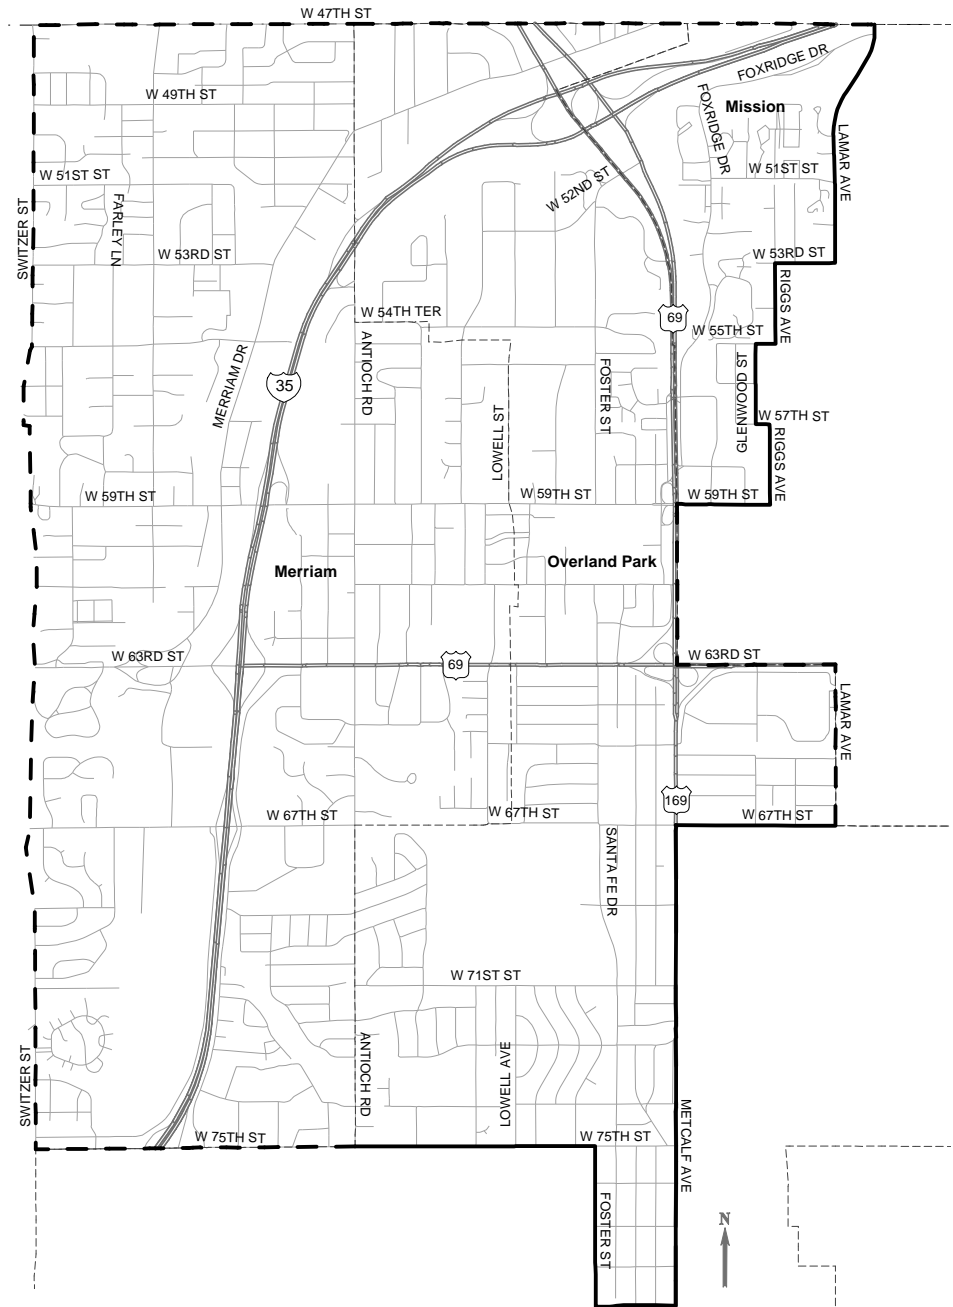 W 47TH ST
FOXRIDGE DR
W 49TH ST
FOXRIDGE DR
Mission
LAMAR AVE
W 51ST ST
W 51ST ST
W 52ND ST
FARLEY LN
SWITZER ST
W 53RD ST
W 53RD ST
RIGGS AVE
W 54TH TER
69
W 55TH ST
ANTIOCH RD
MERRIAM DR
35
FOSTER ST
GLENWOOD ST
LOWELL ST
W 57TH ST
RIGGS AVE
W 59TH ST
W 59TH ST
W 59TH ST
Merriam
Overland Park
W 63RD ST
69
W 63RD ST
LAMAR AVE
169
W 67TH ST
W 67TH ST
W 67TH ST
SANTA FE DR
W 71ST ST
SWITZER ST
ANTIOCH RD
LOWELL AVE
METCALF AVE
W 75TH ST
W 75TH ST
FOSTER ST
N